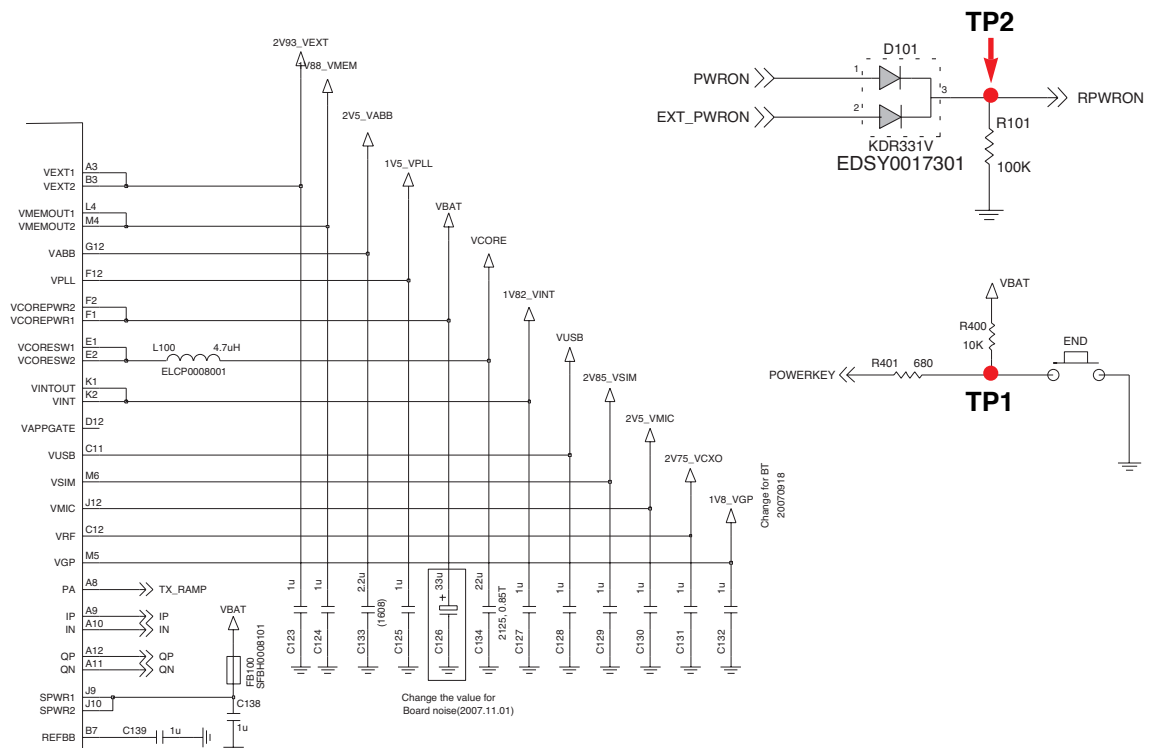 2V93_VEXT
1V88_VMEM
2V5_VABB
1V5_VPLL
VBAT
VCORE
1V82_VINT
VUSB
2V85_VSIM
2V5_VMIC
2V75_VCXO
1V8_VGP
Change for BT
20070918
VEXT1 A3
VEXT2 B3
VMEMOUT1 L4
VMEMOUT2 M4
VABB G12
VPLL F12
VCOREPWR2 F2
VCOREPWR1 F1
VCORESW1 E1
VCORESW2 E2
L100 4.7uH
ELCP0008001
VINTOUT K1
VINT K2
VAPPGATE D12
VUSB C11
VSIM M6
VMIC J12
VRF C12
VGP M5
PA A8 TX_RAMP
IP A9 IP
IN A10 IN
QP A12 QP
QN A11 QN
SPWR1 J9
SPWR2 J10
REFBB B7 C139 1u
VBAT
FB100
SFBH0008101
C138
1u
C123 1u
C124 1u
C133 2.2u
(1608)
C125 1u
C126 33u
+
C134 22u
2125, 0.85T
C127 1u
C128 1u
C129 1u
C130 1u
C131 1u
C132 1u
Change the value for
Board noise(2007.11.01)
TP2
D101
PWRON 1
EXT_PWRON 2
3
RPWRON
KDR331V
EDSY0017301
R101
100K
VBAT
R400
10K
END
POWERKEY
R401 680
TP1